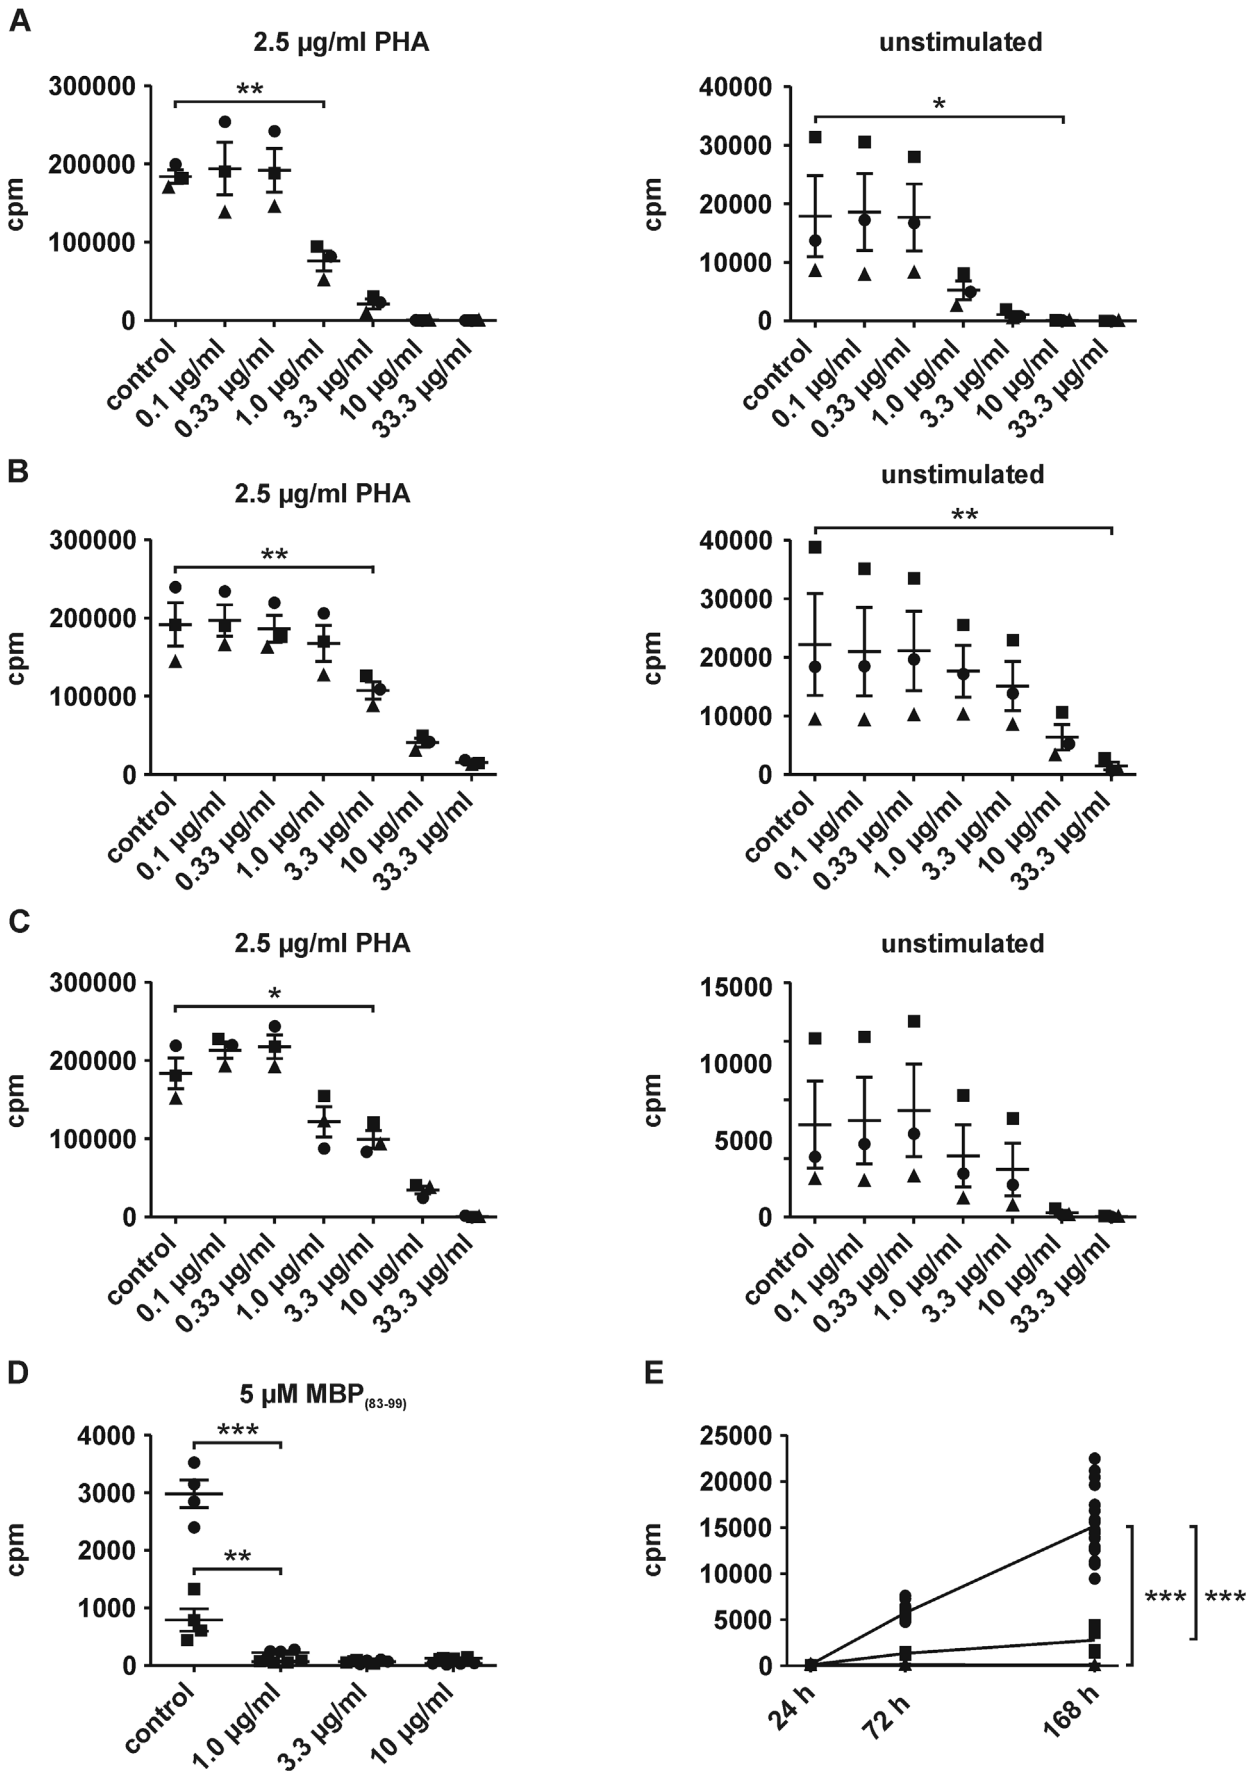 A
2.5 µg/ml PHA
unstimulated
300000
200000
100000
0
cpm
**
control
0.1 µg/ml
0.33 µg/ml
1.0 µg/ml
3.3 µg/ml
10 µg/ml
33.3 µg/ml
40000
30000
20000
10000
0
cpm
*
control
0.1 µg/ml
0.33 µg/ml
1.0 µg/ml
3.3 µg/ml
10 µg/ml
33.3 µg/ml
B
2.5 µg/ml PHA
unstimulated
300000
200000
100000
0
cpm
**
control
0.1 µg/ml
0.33 µg/ml
1.0 µg/ml
3.3 µg/ml
10 µg/ml
33.3 µg/ml
40000
30000
20000
10000
0
cpm
**
control
0.1 µg/ml
0.33 µg/ml
1.0 µg/ml
3.3 µg/ml
10 µg/ml
33.3 µg/ml
C
2.5 µg/ml PHA
unstimulated
300000
200000
100000
0
cpm
*
control
0.1 µg/ml
0.33 µg/ml
1.0 µg/ml
3.3 µg/ml
10 µg/ml
33.3 µg/ml
15000
10000
5000
0
cpm
control
0.1 µg/ml
0.33 µg/ml
1.0 µg/ml
3.3 µg/ml
10 µg/ml
33.3 µg/ml
D
5 µM MBP(83-99)
4000
3000
2000
1000
0
cpm
***
**
control
1.0 µg/ml
3.3 µg/ml
10 µg/ml
E
25000
20000
15000
10000
5000
0
cpm
***
***
24 h
72 h
168 h